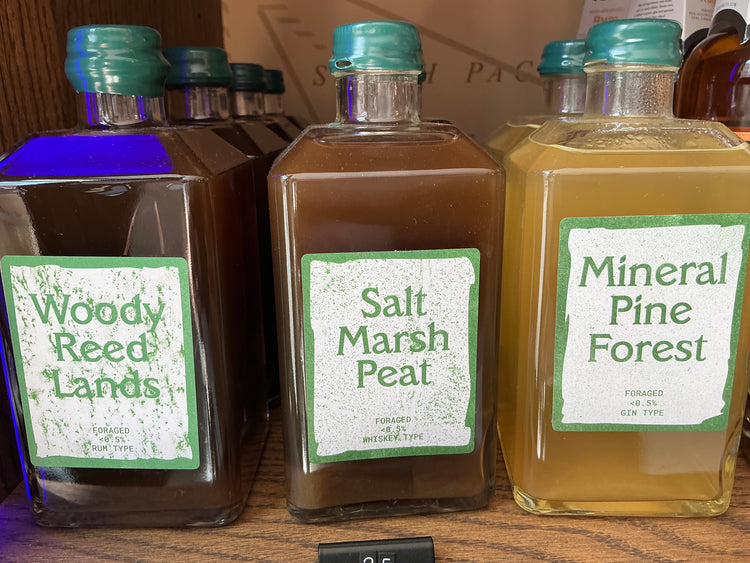 Woody
Reed
Lands
FORAGED
<0.5%
RUM TYPE
Salt
Marsh
Peat
FORAGED
<0.5%
WHISKEY TYPE
Mineral
Pine
Forest
FORAGED
<0.5%
GIN TYPE